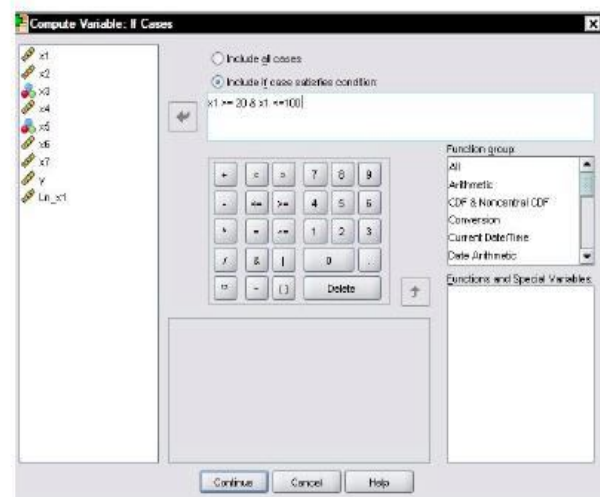 Compute Variable: If Cases
x1
x2
x3
x4
x5
x6
x7
y
Ln_x1
Include all cases
Include if case satisfies condition:
x1 >= 20 & x1 <=100
+ < > 7 8 9
- <= >= 4 5 6
* = ~= 1 2 3
/ & | 0 .
** ~ ( ) Delete
Function group:
All
Arithmetic
CDF & Noncentral CDF
Conversion
Current Date/Time
Date Arithmetic
Functions and Special Variables:
Continue Cancel Help